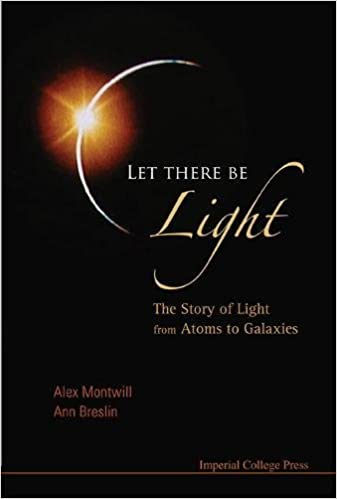 LET THERE BE
Light
The Story of Light
from Atoms to Galaxies
Alex Montwill
Ann Breslin
Imperial College Press